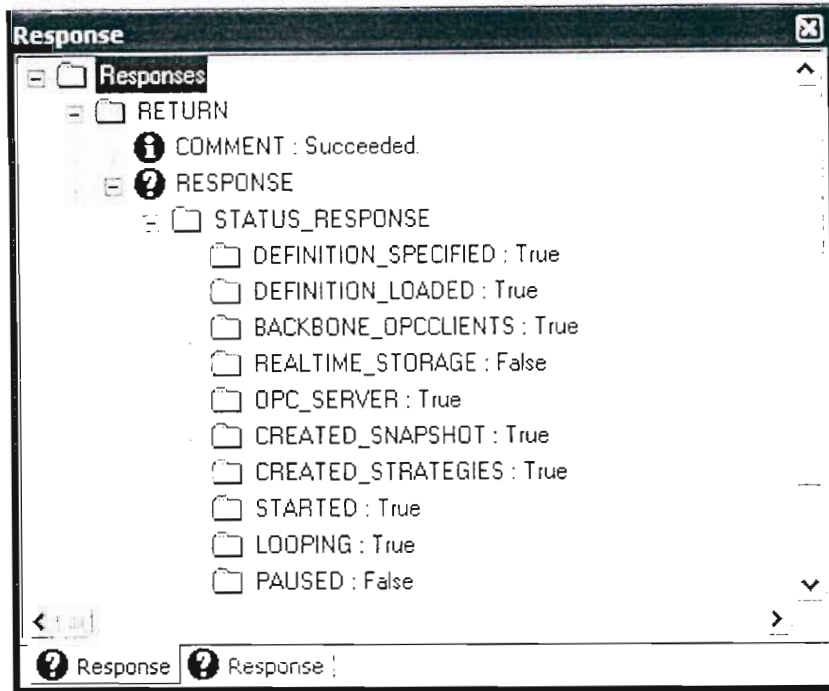 Response
Responses
RETURN
COMMENT : Succeeded.
RESPONSE
STATUS_RESPONSE
DEFINITION_SPECIFIED : True
DEFINITION_LOADED : True
BACKBONE_OPCCLIENTS : True
REALTIME_STORAGE : False
OPC_SERVER : True
CREATED_SNAPSHOT : True
CREATED_STRATEGIES : True
STARTED : True
LOOPING : True
PAUSED : False
Response Response